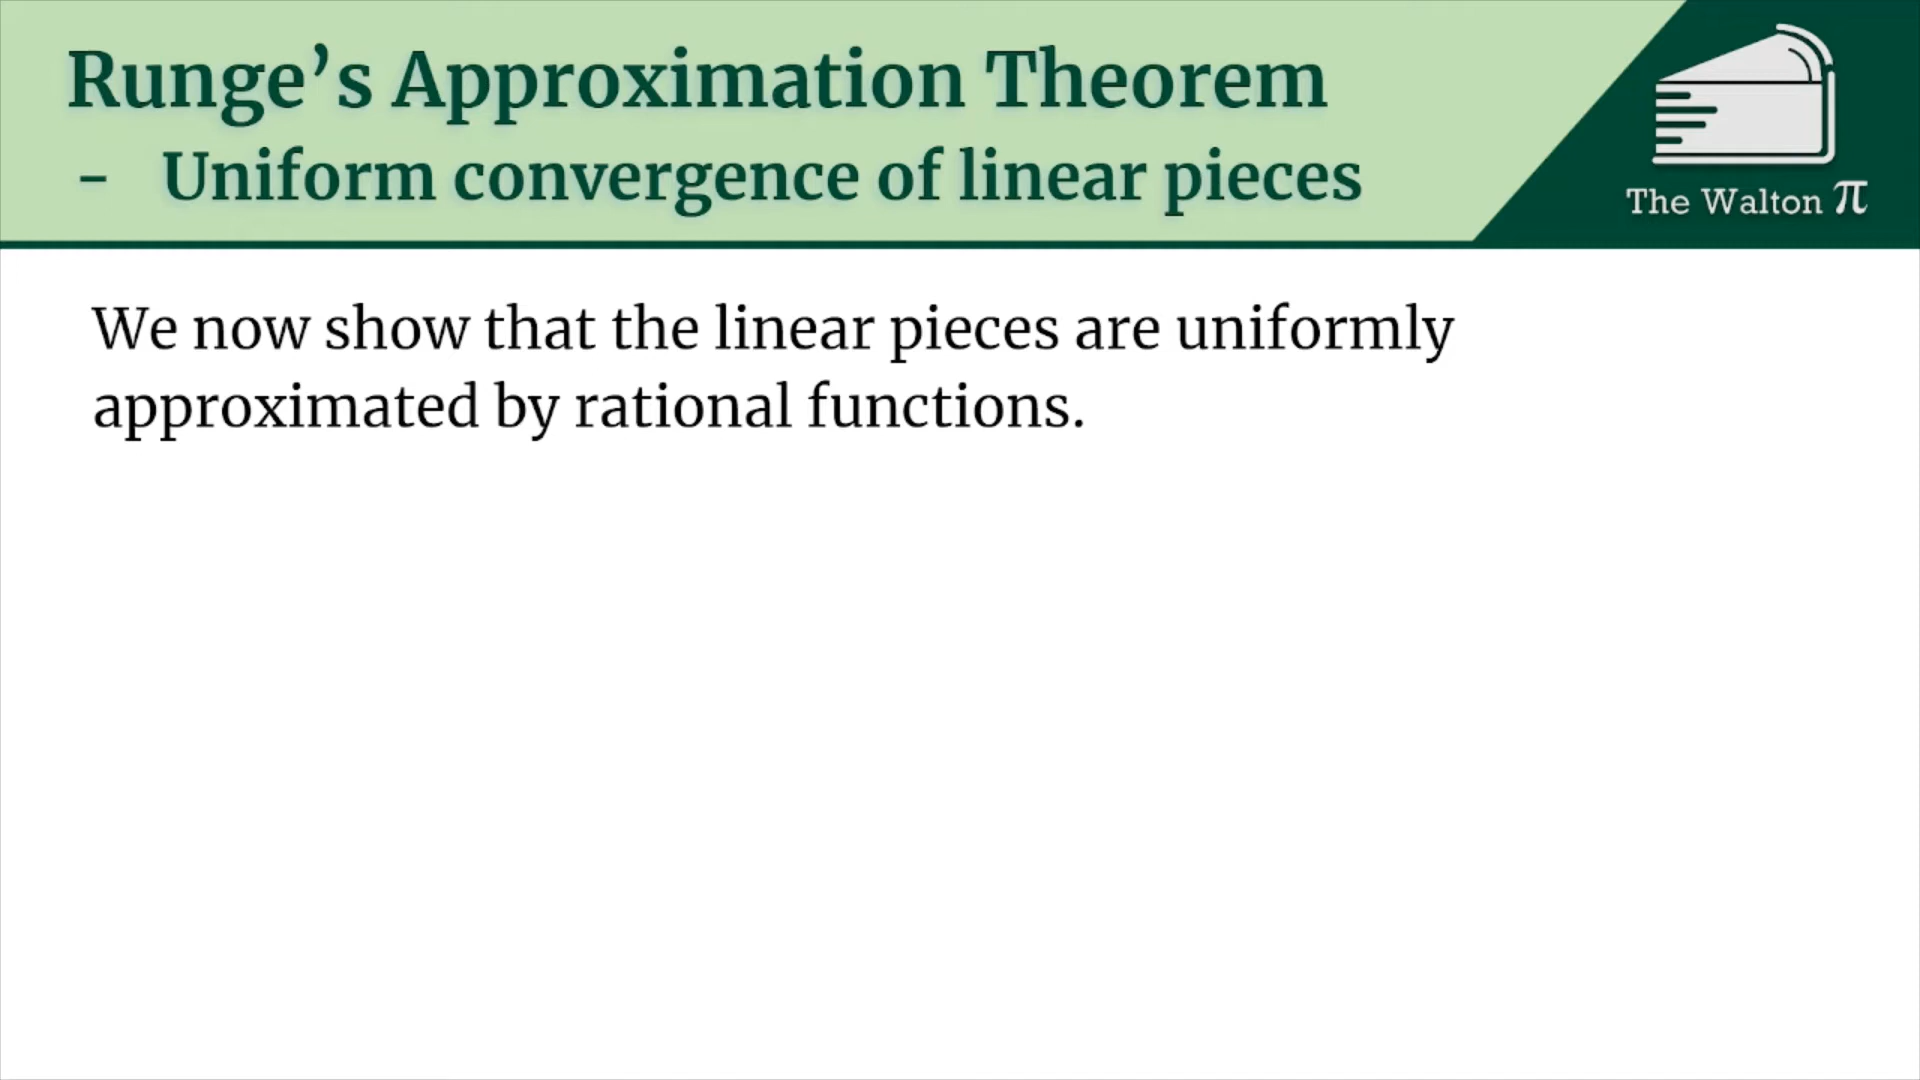 Runge’s Approximation Theorem
- Uniform convergence of linear pieces
The Walton π
We now show that the linear pieces are uniformly
approximated by rational functions.